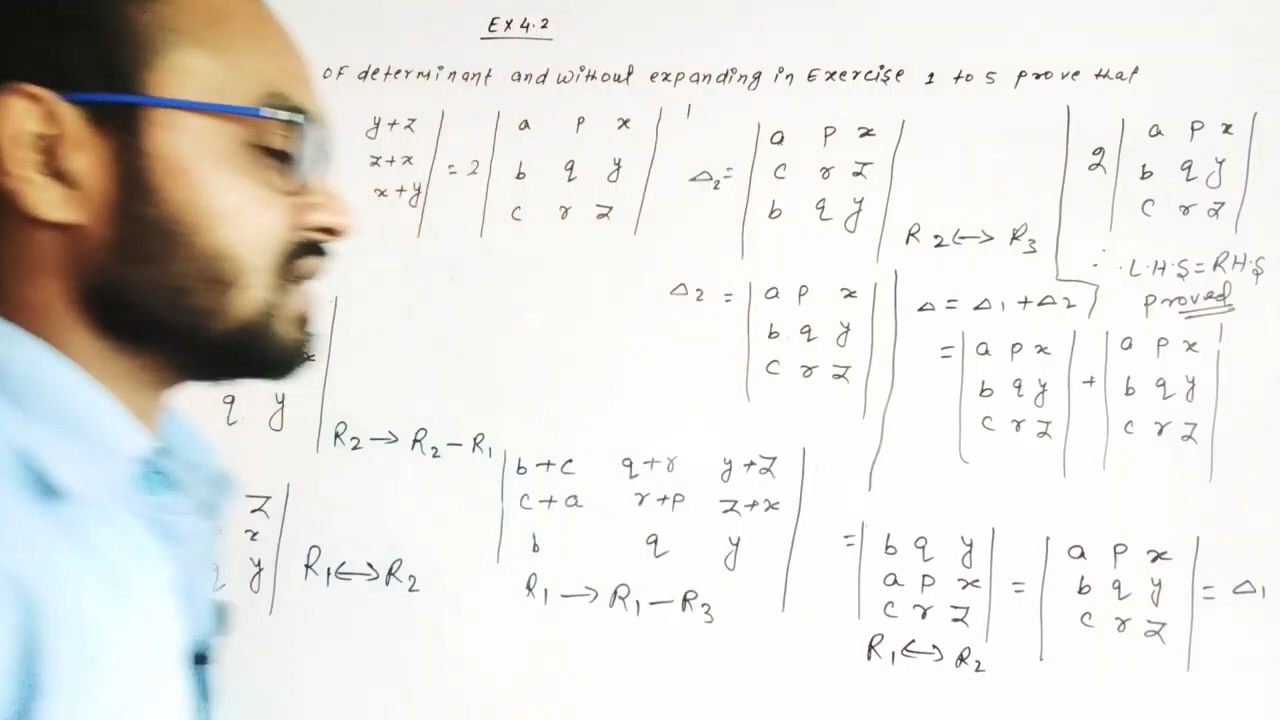 EX 4.2
OF determinant and without expanding in Exercise 1 to 5 prove that
y+z
z+x
x+y
= 2
a p x
b q y
c r z
Δ2 =
a p x
c r z
b q y
R2 ↔ R3
Δ2 =
a p x
b q y
c r z
q y
R2 → R2 – R1
z
x
y
R1 ↔ R2
b+c q+r y+z
c+a r+p z+x
b q y
R1 → R1 – R3
2
a p x
b q y
c r z
∴ L.H.S = RH.S
proved
Δ = Δ1 + Δ2
=
a p x
b q y
c r z
+
a p x
b q y
c r z
=
b q y
a p x
c r z
R1 ↔ R2
=
a p x
b q y
c r z
= Δ1